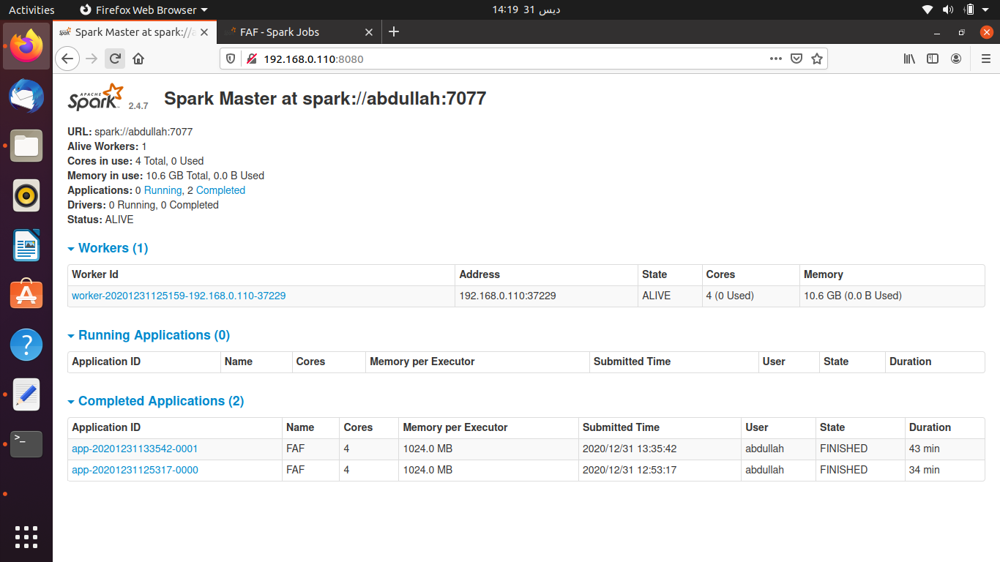 Activities Firefox Web Browser 14:19 31 ديس
Spark Master at spark://a FAF - Spark Jobs
192.168.0.110:8080
APACHE
Spark 2.4.7 Spark Master at spark://abdullah:7077
URL: spark://abdullah:7077
Alive Workers: 1
Cores in use: 4 Total, 0 Used
Memory in use: 10.6 GB Total, 0.0 B Used
Applications: 0 Running, 2 Completed
Drivers: 0 Running, 0 Completed
Status: ALIVE
Workers (1)
Worker Id Address State Cores Memory
worker-20201231125159-192.168.0.110-37229 192.168.0.110:37229 ALIVE 4 (0 Used) 10.6 GB (0.0 B Used)
Running Applications (0)
Application ID Name Cores Memory per Executor Submitted Time User State Duration
Completed Applications (2)
Application ID Name Cores Memory per Executor Submitted Time User State Duration
app-20201231133542-0001 FAF 4 1024.0 MB 2020/12/31 13:35:42 abdullah FINISHED 43 min
app-20201231125317-0000 FAF 4 1024.0 MB 2020/12/31 12:53:17 abdullah FINISHED 34 min